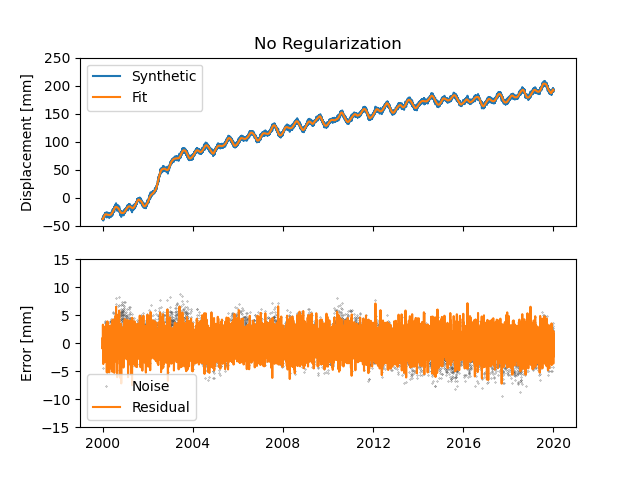 No Regularization
Displacement [mm]
250
200
150
100
50
0
−50
Synthetic
Fit
Error [mm]
15
10
5
0
−5
−10
−15
Noise
Residual
2000 2004 2008 2012 2016 2020